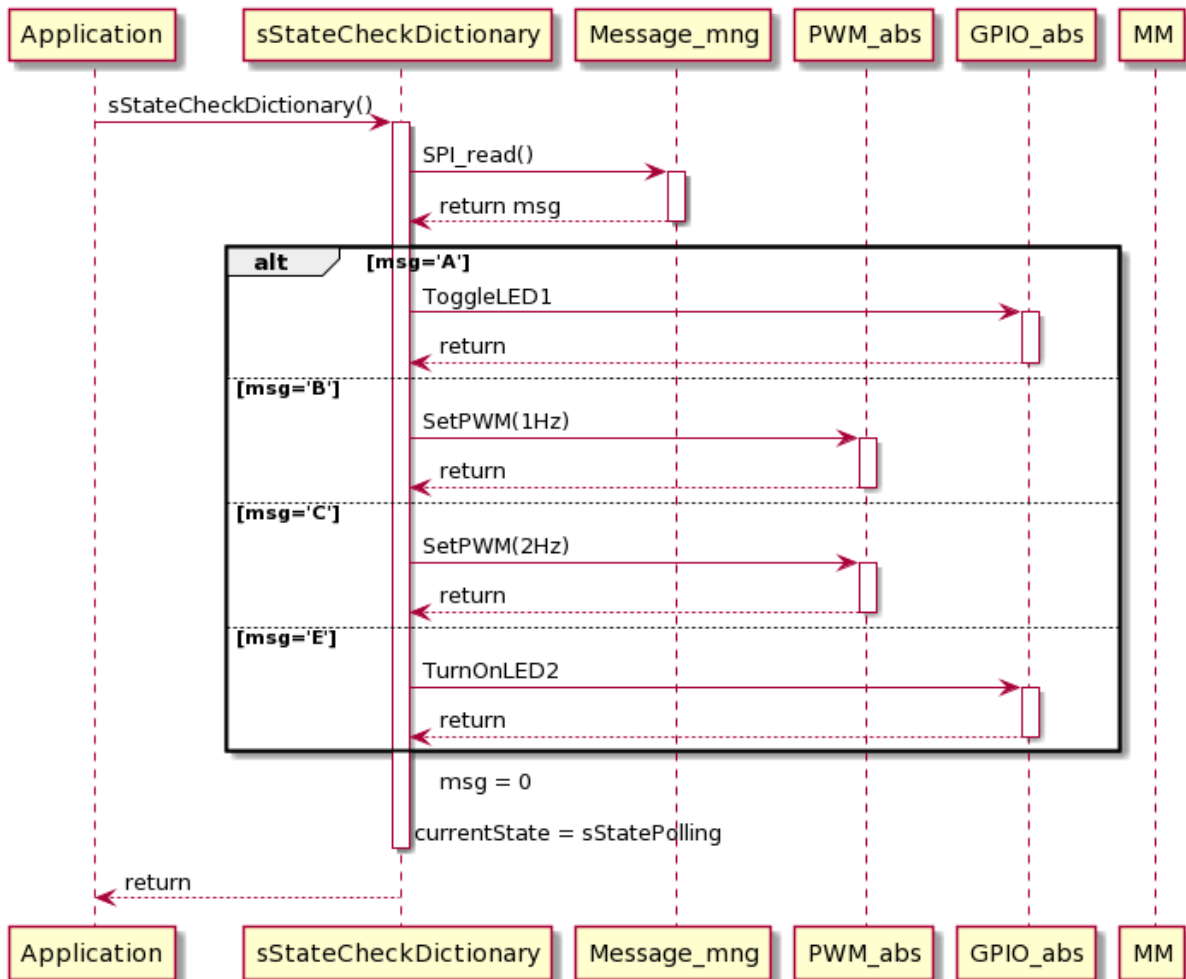 Application sStateCheckDictionary Message_mng PWM_abs GPIO_abs MM
sStateCheckDictionary()
SPI_read()
return msg
alt [msg='A']
ToggleLED1
return
[msg='B']
SetPWM(1Hz)
return
[msg='C']
SetPWM(2Hz)
return
[msg='E']
TurnOnLED2
return
msg = 0
currentState = sStatePolling
return
Application sStateCheckDictionary Message_mng PWM_abs GPIO_abs MM